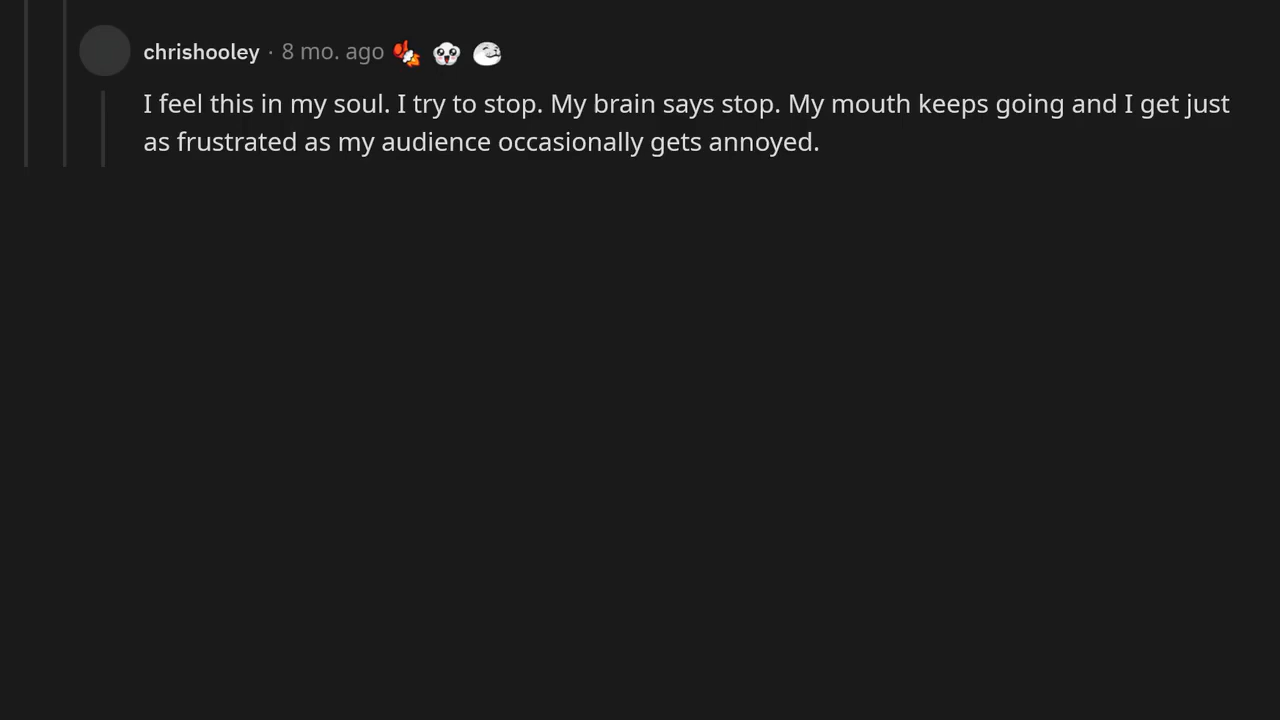 chrishooley · 8 mo. ago
I feel this in my soul. I try to stop. My brain says stop. My mouth keeps going and I get just
as frustrated as my audience occasionally gets annoyed.